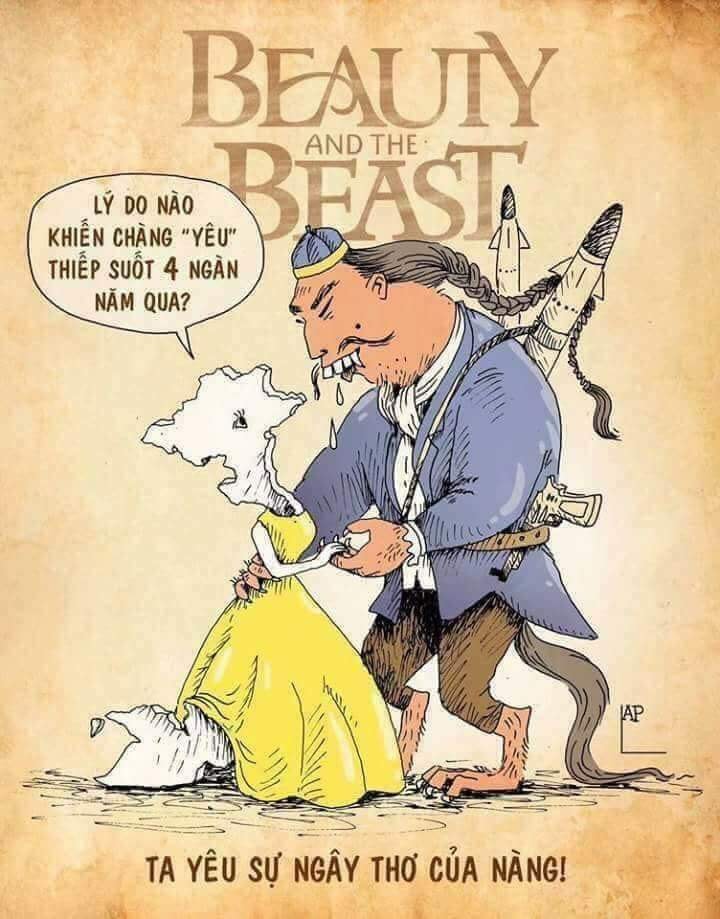 BEAUTY
AND THE
BEAST
LÝ DO NÀO
KHIẾN CHÀNG "YÊU"
THIẾP SUỐT 4 NGÀN
NĂM QUA?
LAP
TA YÊU SỰ NGÂY THƠ CỦA NÀNG!